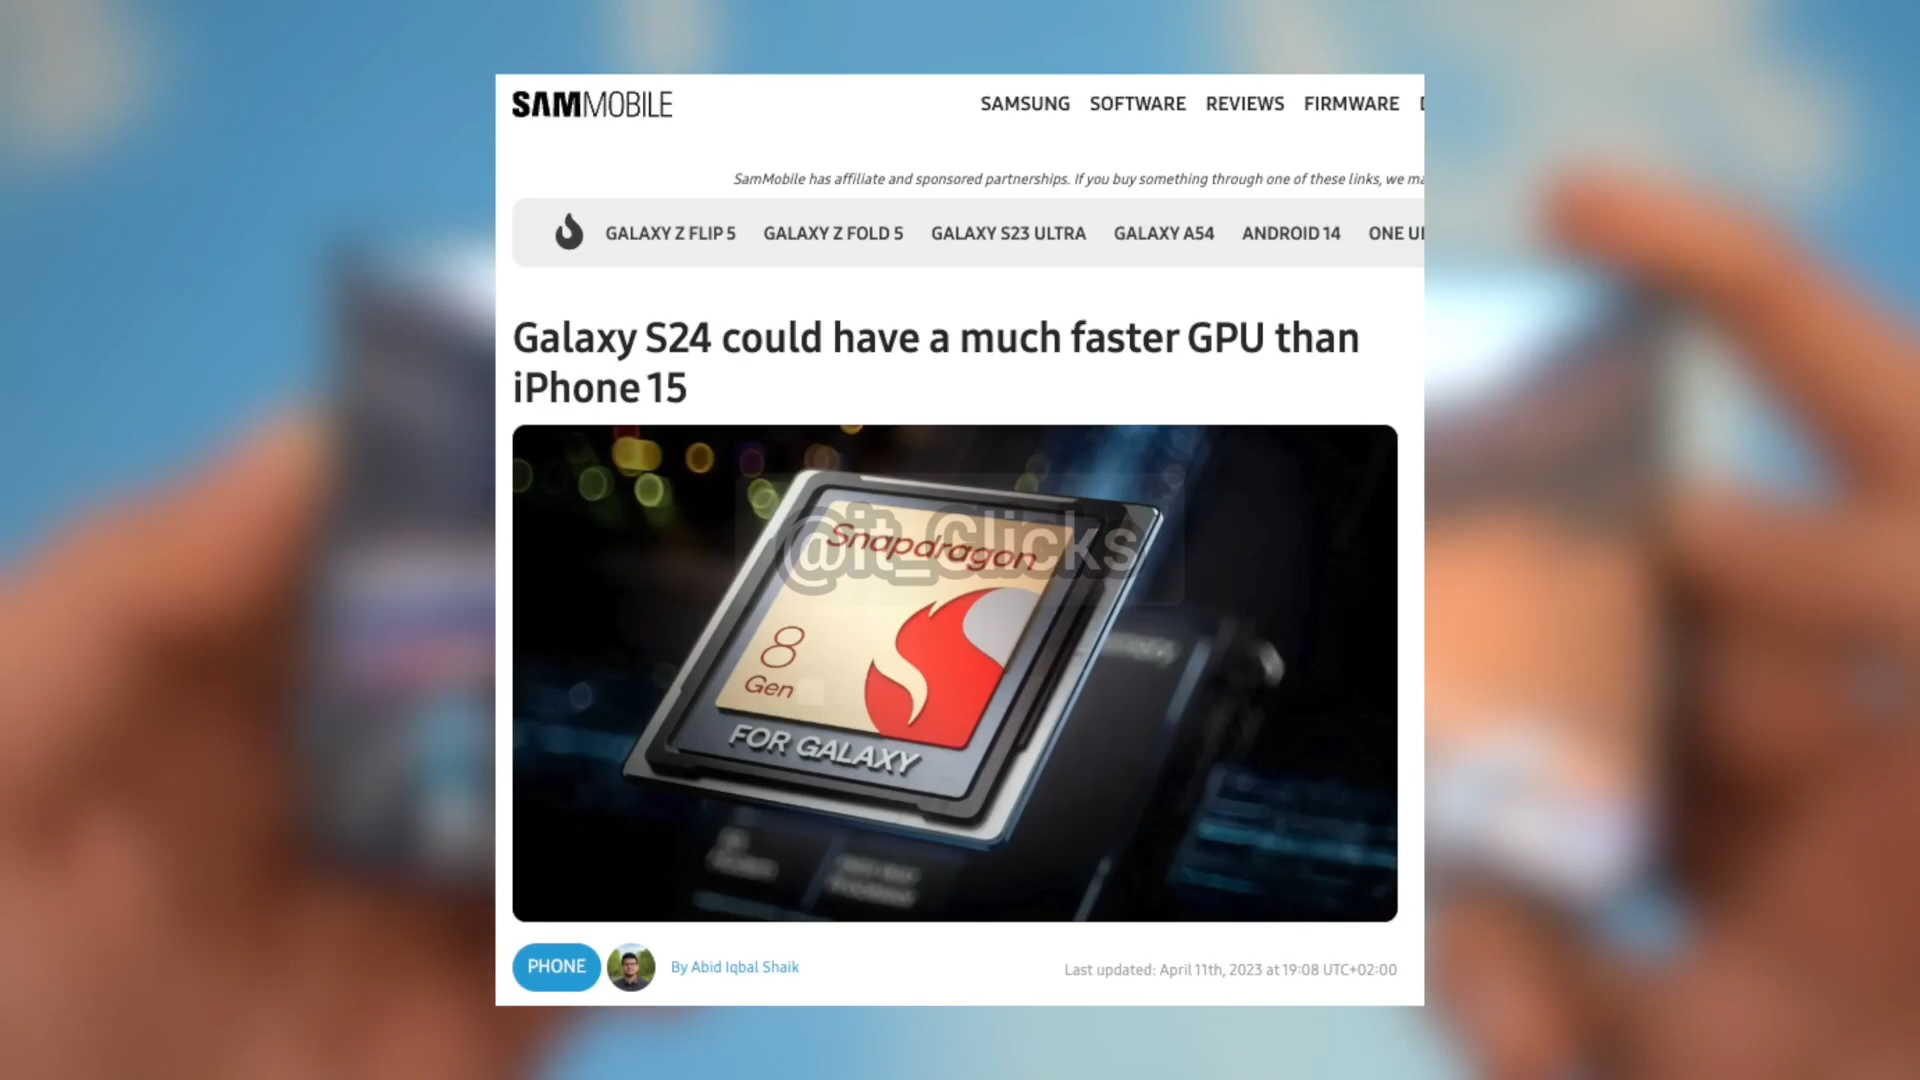 SAMMOBILE
SAMSUNG SOFTWARE REVIEWS FIRMWARE
SamMobile has affiliate and sponsored partnerships. If you buy something through one of these links, we
GALAXY Z FLIP 5 GALAXY Z FOLD 5 GALAXY S23 ULTRA GALAXY A54 ANDROID 14 ONE UI
Galaxy S24 could have a much faster GPU than
iPhone 15
@it_Clicks
Snapdragon
8
Gen
FOR GALAXY
PHONE By Abid Iqbal Shaik Last updated: April 11th, 2023 at 19:08 UTC+02:00